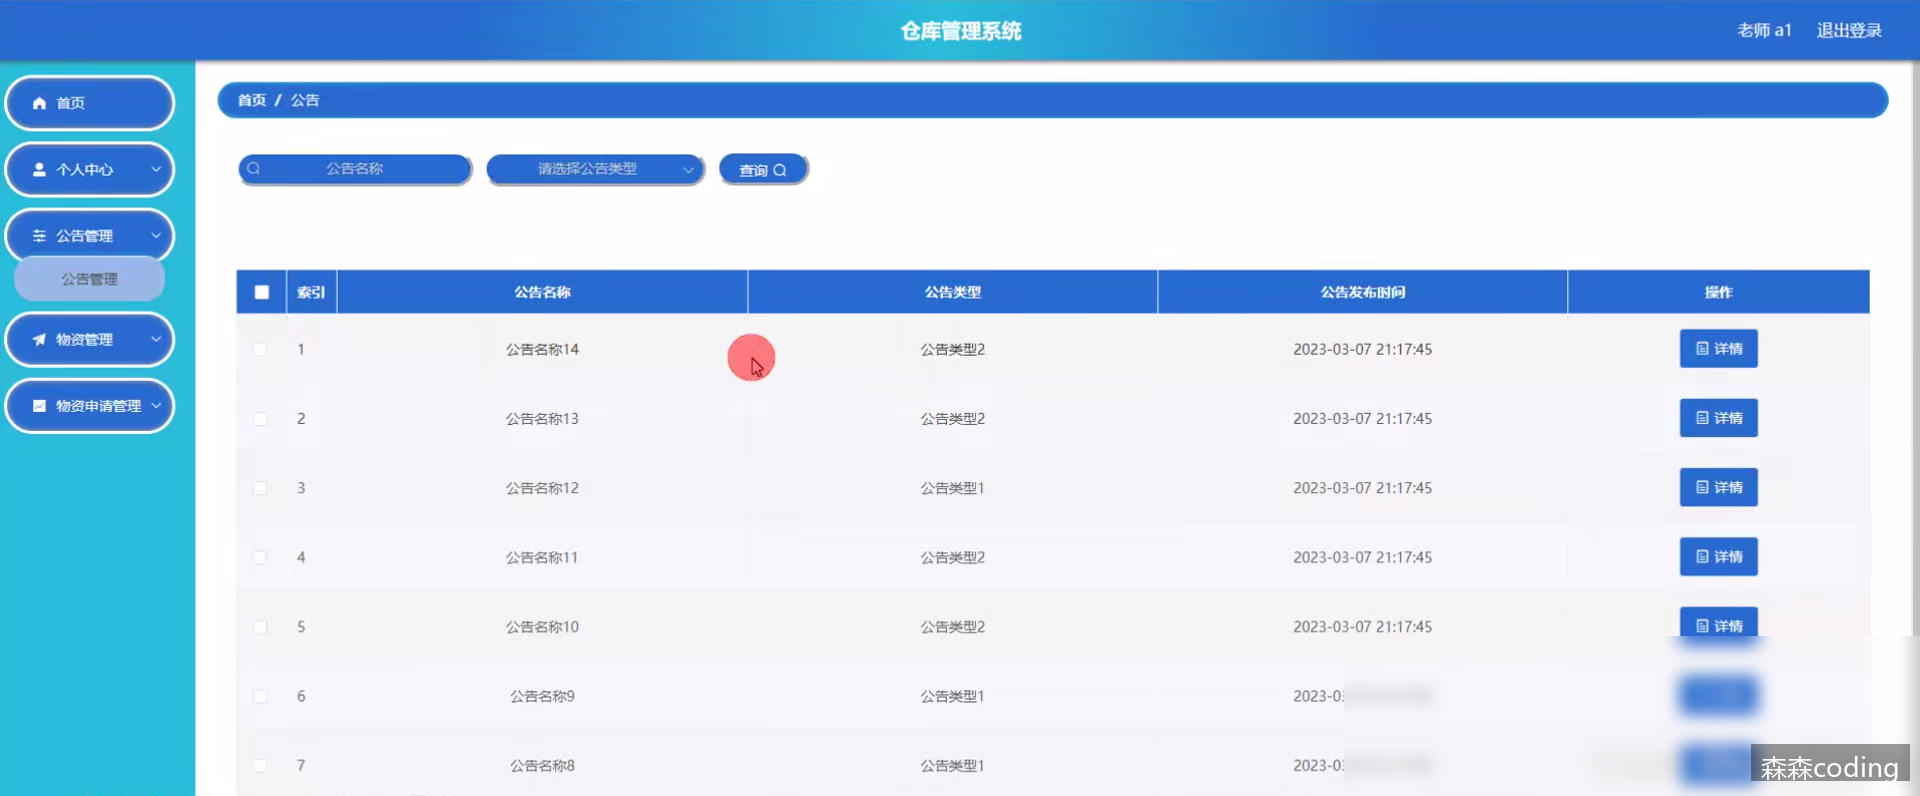 仓库管理系统
老师 a1 退出登录
首页
个人中心
公告管理
公告管理
物资管理
物资申请管理
首页 / 公告
公告名称 请选择公告类型 查询
索引 公告名称 公告类型 公告发布时间 操作
1 公告名称14 公告类型2 2023-03-07 21:17:45 详情
2 公告名称13 公告类型2 2023-03-07 21:17:45 详情
3 公告名称12 公告类型1 2023-03-07 21:17:45 详情
4 公告名称11 公告类型2 2023-03-07 21:17:45 详情
5 公告名称10 公告类型2 2023-03-07 21:17:45 详情
6 公告名称9 公告类型1 2023-0
7 公告名称8 公告类型1 2023-0
森森coding